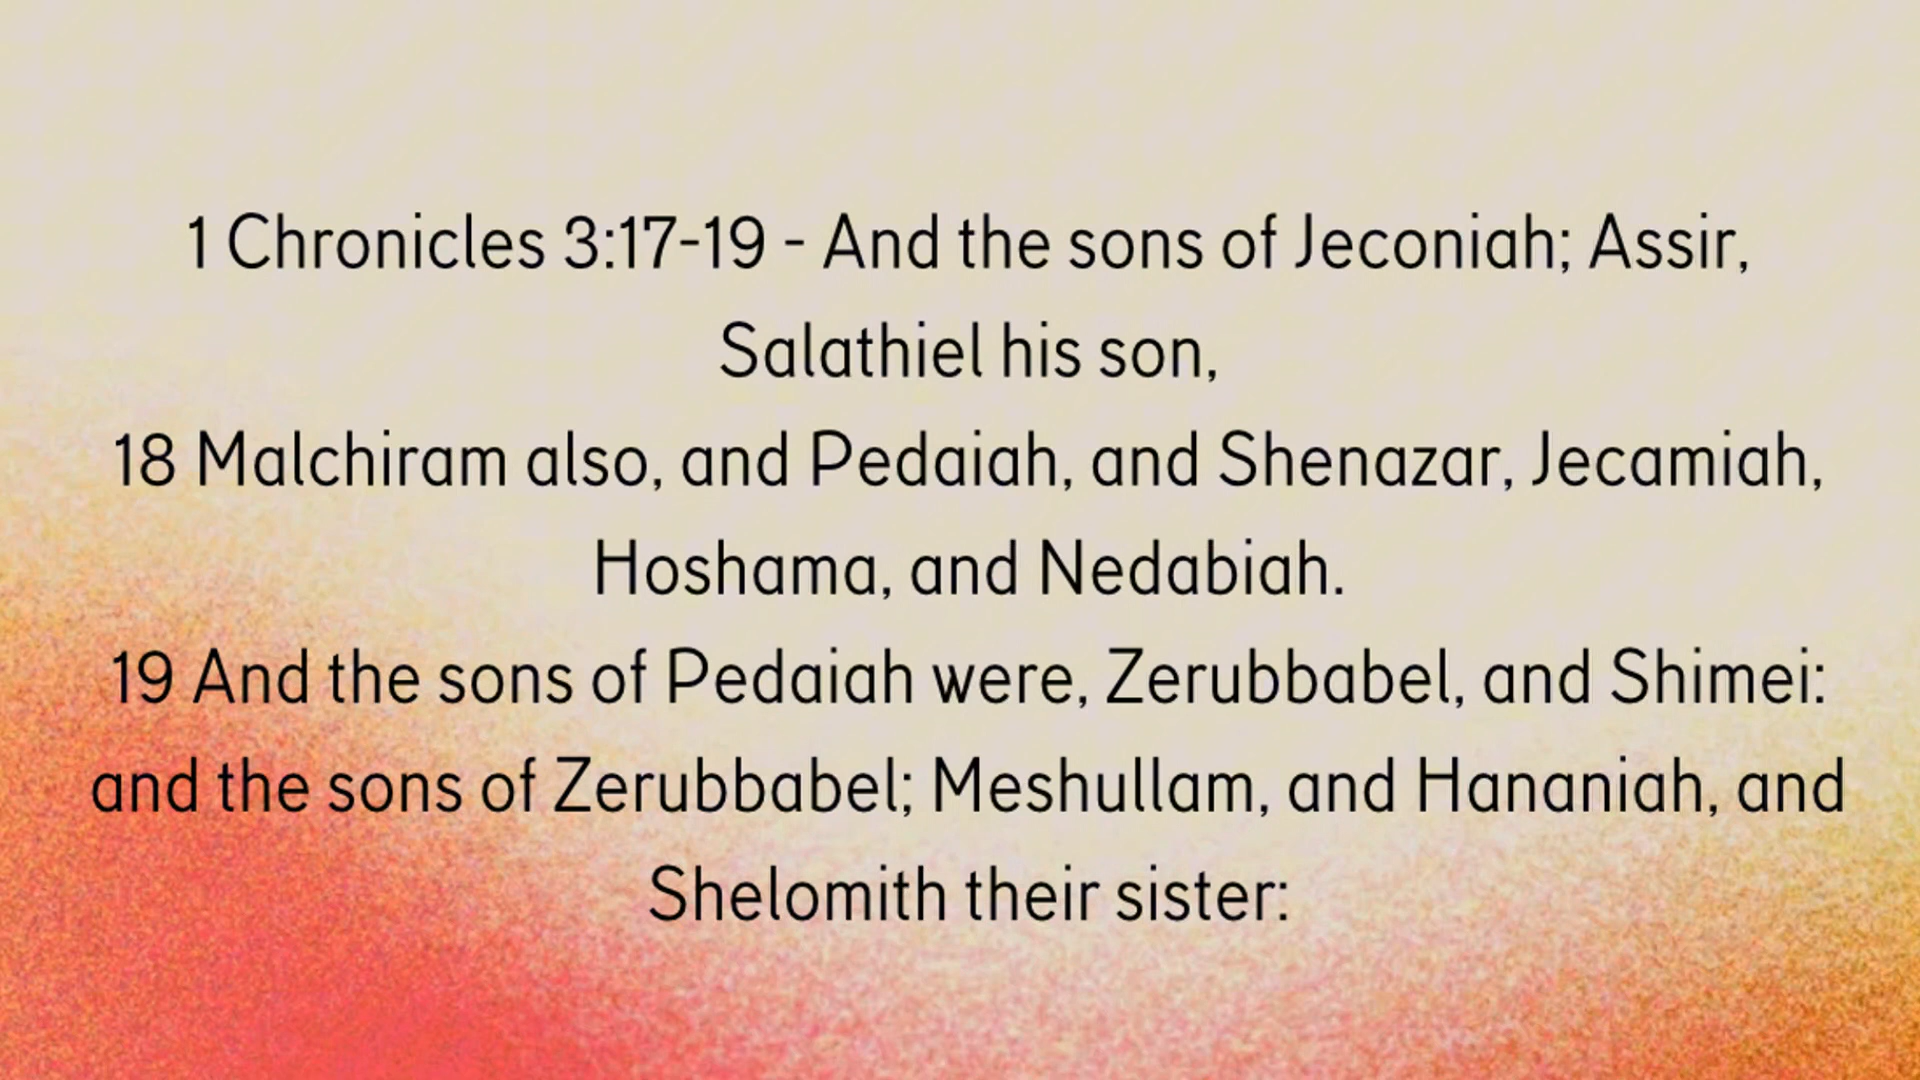 1 Chronicles 3:17-19 - And the sons of Jeconiah; Assir,
Salathiel his son,
18 Malchiram also, and Pedaiah, and Shenazar, Jecamiah,
Hoshama, and Nedabiah.
19 And the sons of Pedaiah were, Zerubbabel, and Shimei:
and the sons of Zerubbabel; Meshullam, and Hananiah, and
Shelomith their sister: